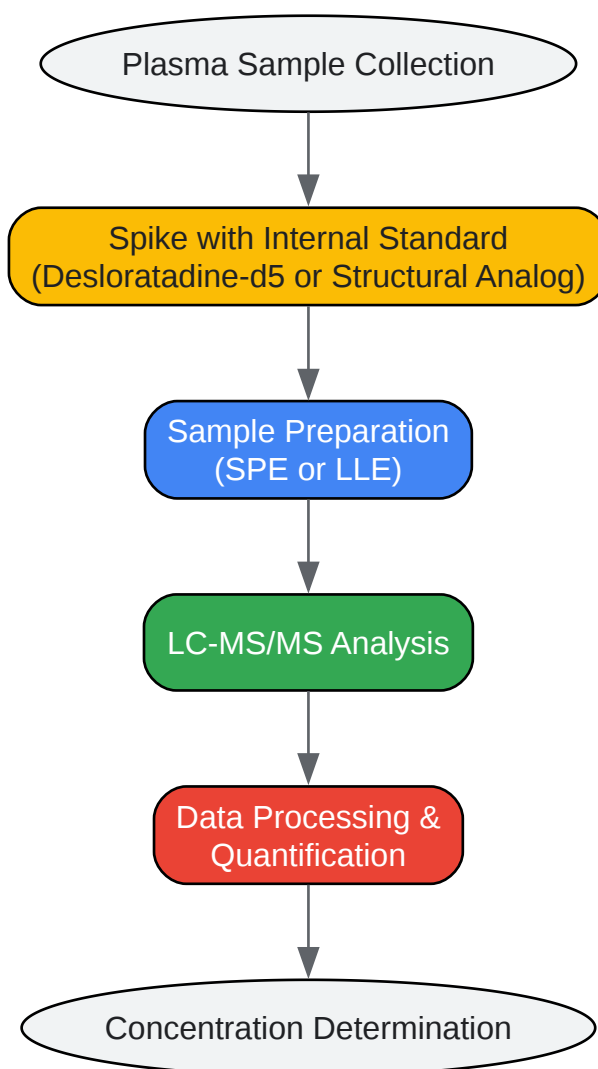 Plasma Sample Collection
Spike with Internal Standard
(Desloratadine-d5 or Structural Analog)
Sample Preparation
(SPE or LLE)
LC-MS/MS Analysis
Data Processing &
Quantification
Concentration Determination